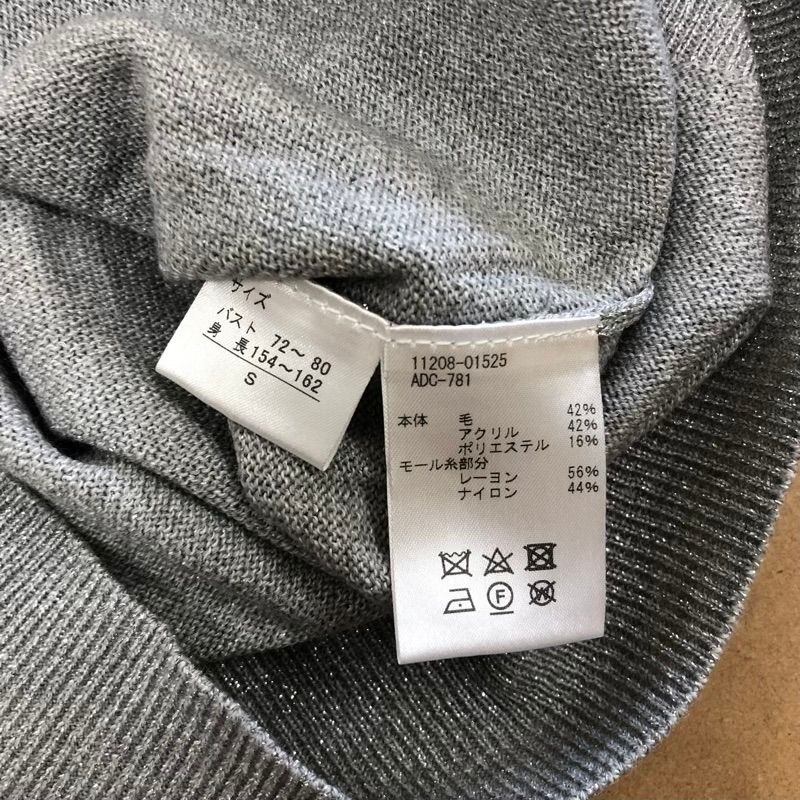 サイズ
バスト 72～80
身長154～162
S
11208-01525
ADC-781
本体 毛 42%
アクリル 42%
ポリエステル 16%
モール糸部分
レーヨン 56%
ナイロン 44%
F W